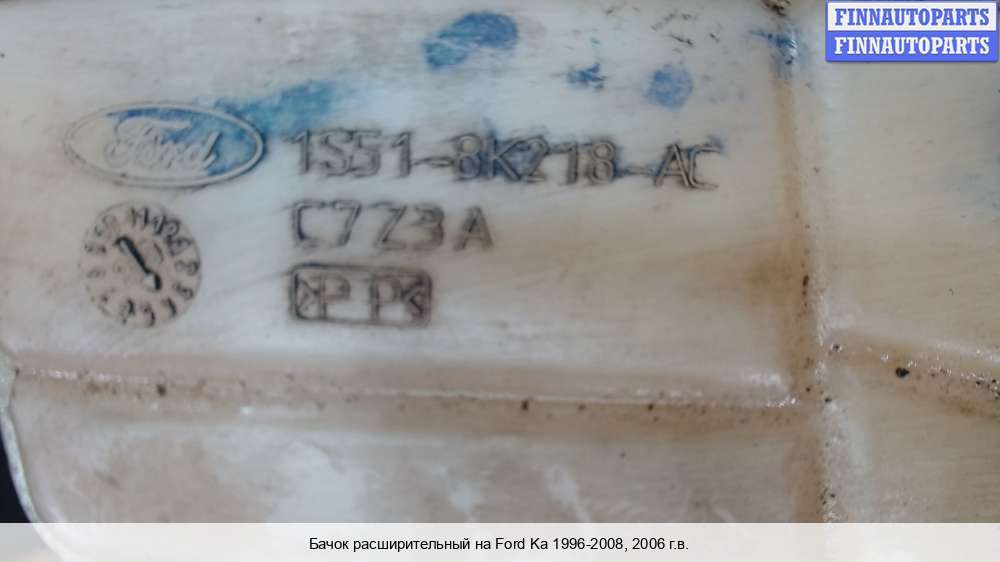 FINNAUTOPARTS
FINNAUTOPARTS
Ford
1S51-8K218-AC
C7Z3A
>PP<
Бачок расширительный на Ford Ka 1996-2008, 2006 г.в.